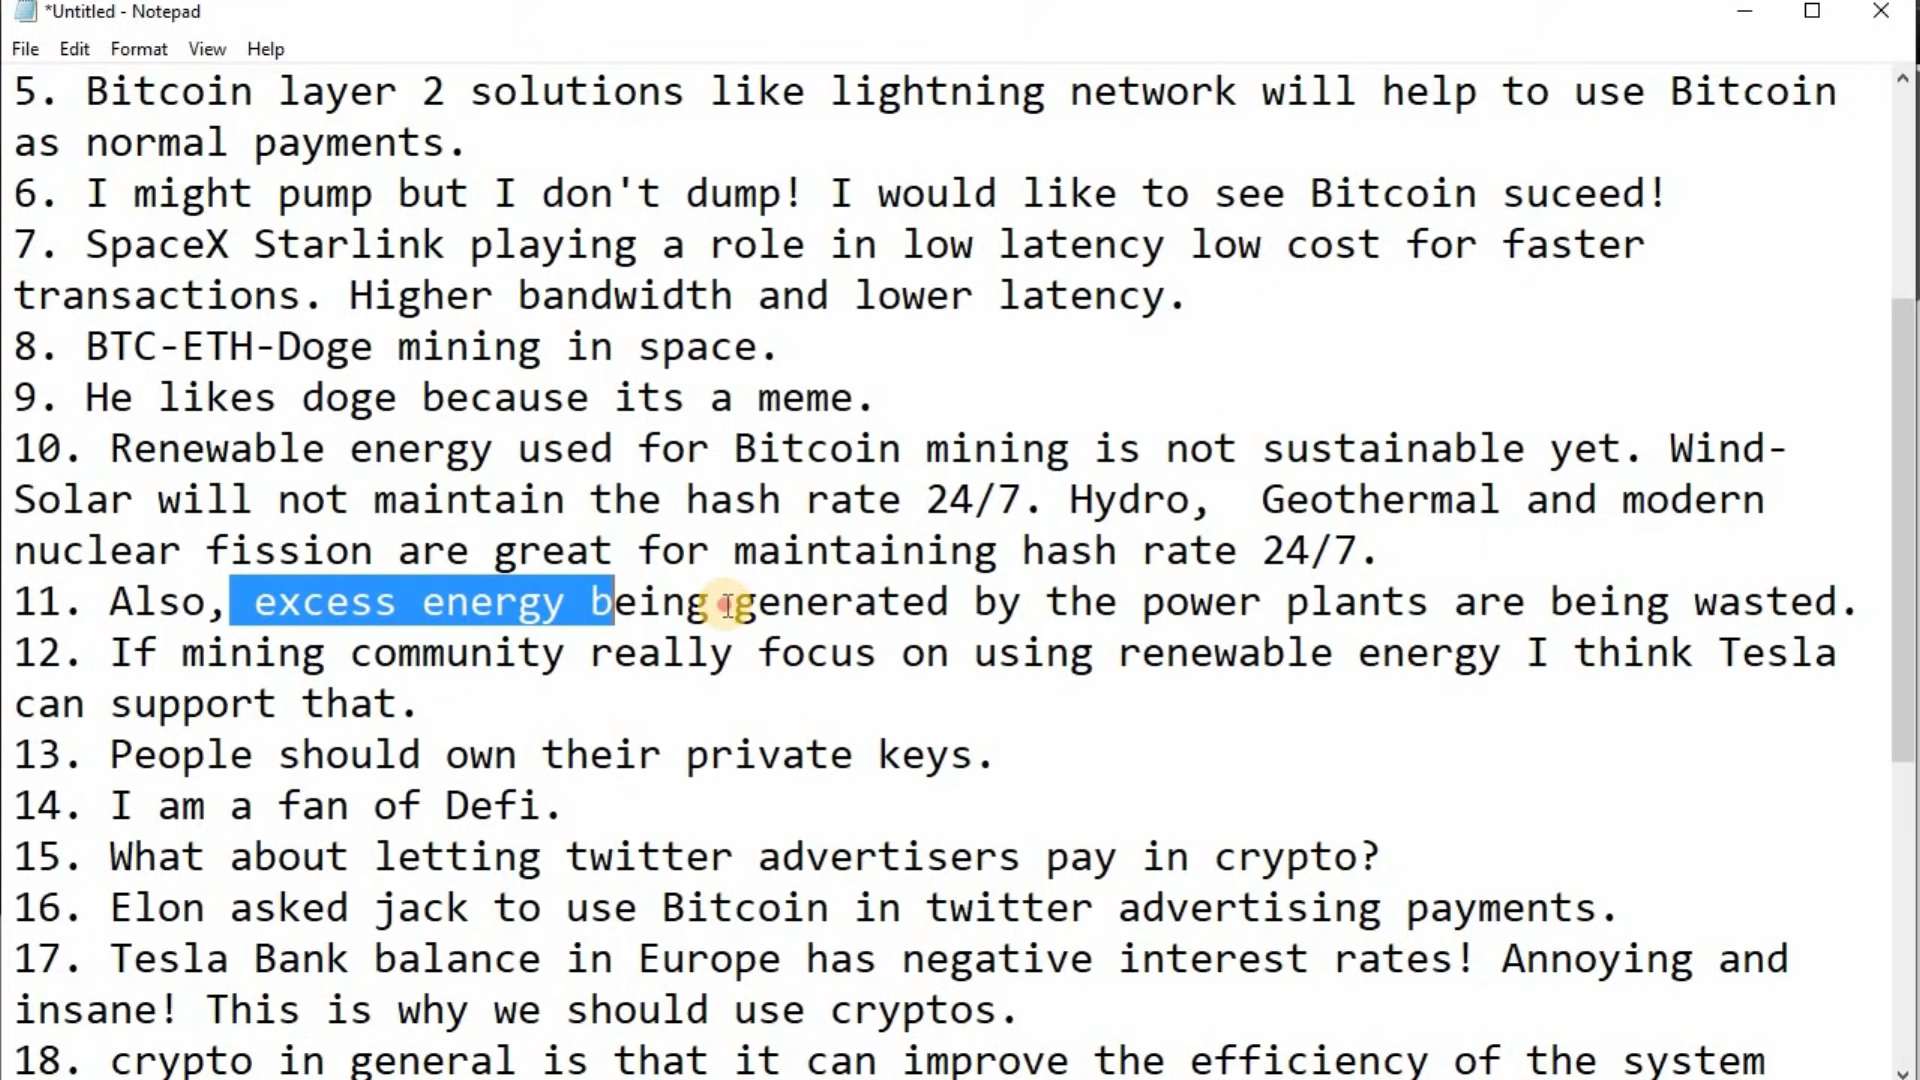 *Untitled - Notepad
File Edit Format View Help
5. Bitcoin layer 2 solutions like lightning network will help to use Bitcoin
as normal payments.
6. I might pump but I don't dump! I would like to see Bitcoin suceed!
7. SpaceX Starlink playing a role in low latency low cost for faster
transactions. Higher bandwidth and lower latency.
8. BTC-ETH-Doge mining in space.
9. He likes doge because its a meme.
10. Renewable energy used for Bitcoin mining is not sustainable yet. Wind-
Solar will not maintain the hash rate 24/7. Hydro,  Geothermal and modern
nuclear fission are great for maintaining hash rate 24/7.
11. Also, excess energy being generated by the power plants are being wasted.
12. If mining community really focus on using renewable energy I think Tesla
can support that.
13. People should own their private keys.
14. I am a fan of Defi.
15. What about letting twitter advertisers pay in crypto?
16. Elon asked jack to use Bitcoin in twitter advertising payments.
17. Tesla Bank balance in Europe has negative interest rates! Annoying and
insane! This is why we should use cryptos.
18. crypto in general is that it can improve the efficiency of the system